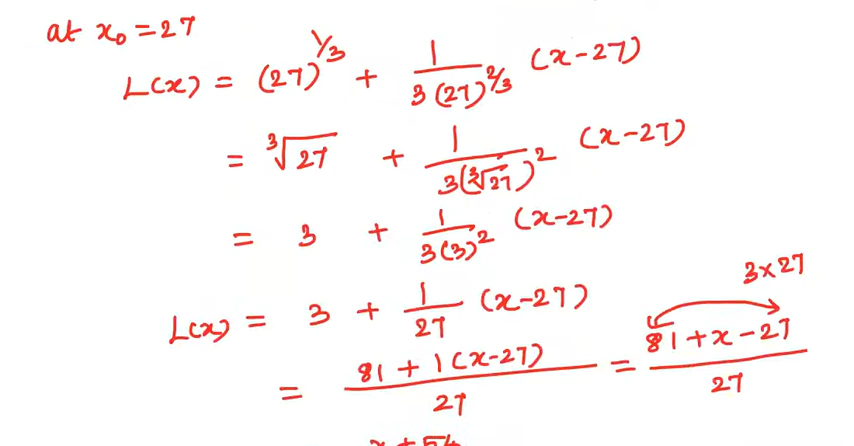 at x₀ = 27
L(x) = (27)^1/3 + 1/3(27)^2/3 (x-27)
= ∛27 + 1/3(∛27)² (x-27)
= 3 + 1/3(3)² (x-27)
3×27
L(x) = 3 + 1/27 (x-27)
= 81 + 1(x-27)/27 = 81 + x - 27/27
x + 54